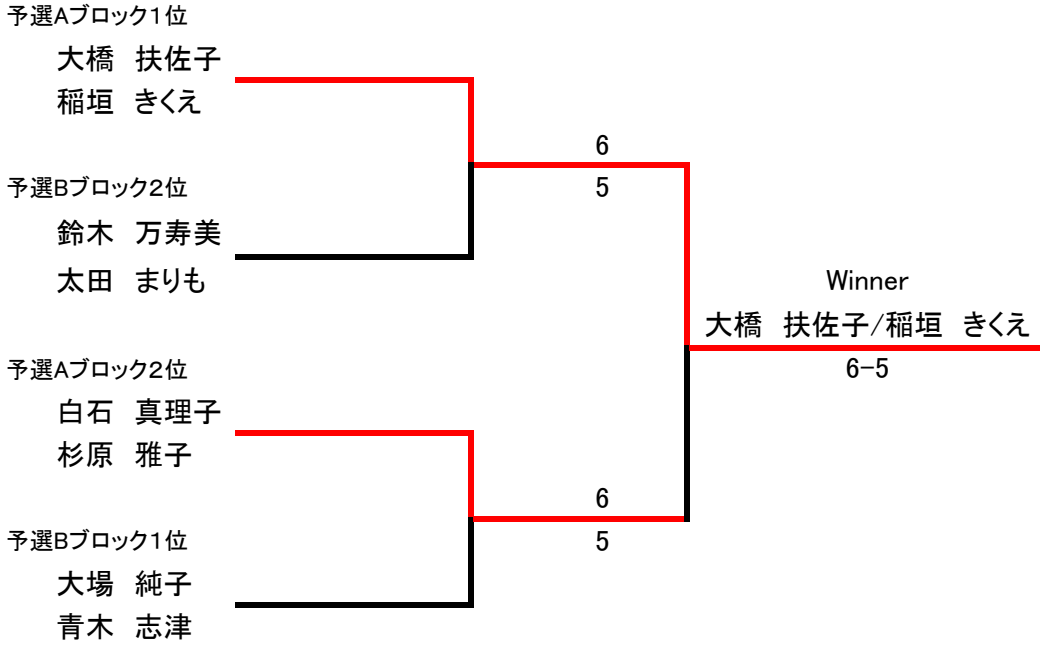 予選Aブロック1位
大橋　扶佐子
稲垣　きくえ
6
5
予選Bブロック2位
鈴木　万寿美
太田　まりも
Winner
大橋　扶佐子/稲垣　きくえ
6-5
予選Aブロック2位
白石　真理子
杉原　雅子
6
5
予選Bブロック1位
大場　純子
青木　志津